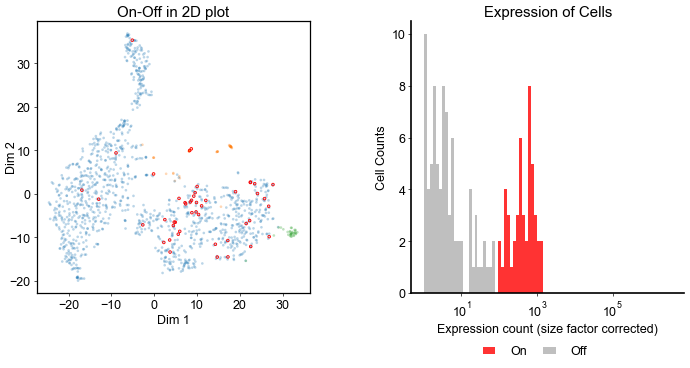 On-Off in 2D plot
Dim 2
30
20
10
0
−10
−20
−20 −10 0 10 20 30
Dim 1
Expression of Cells
Cell Counts
10
8
6
4
2
0
10^1 10^3 10^5
Expression count (size factor corrected)
On Off